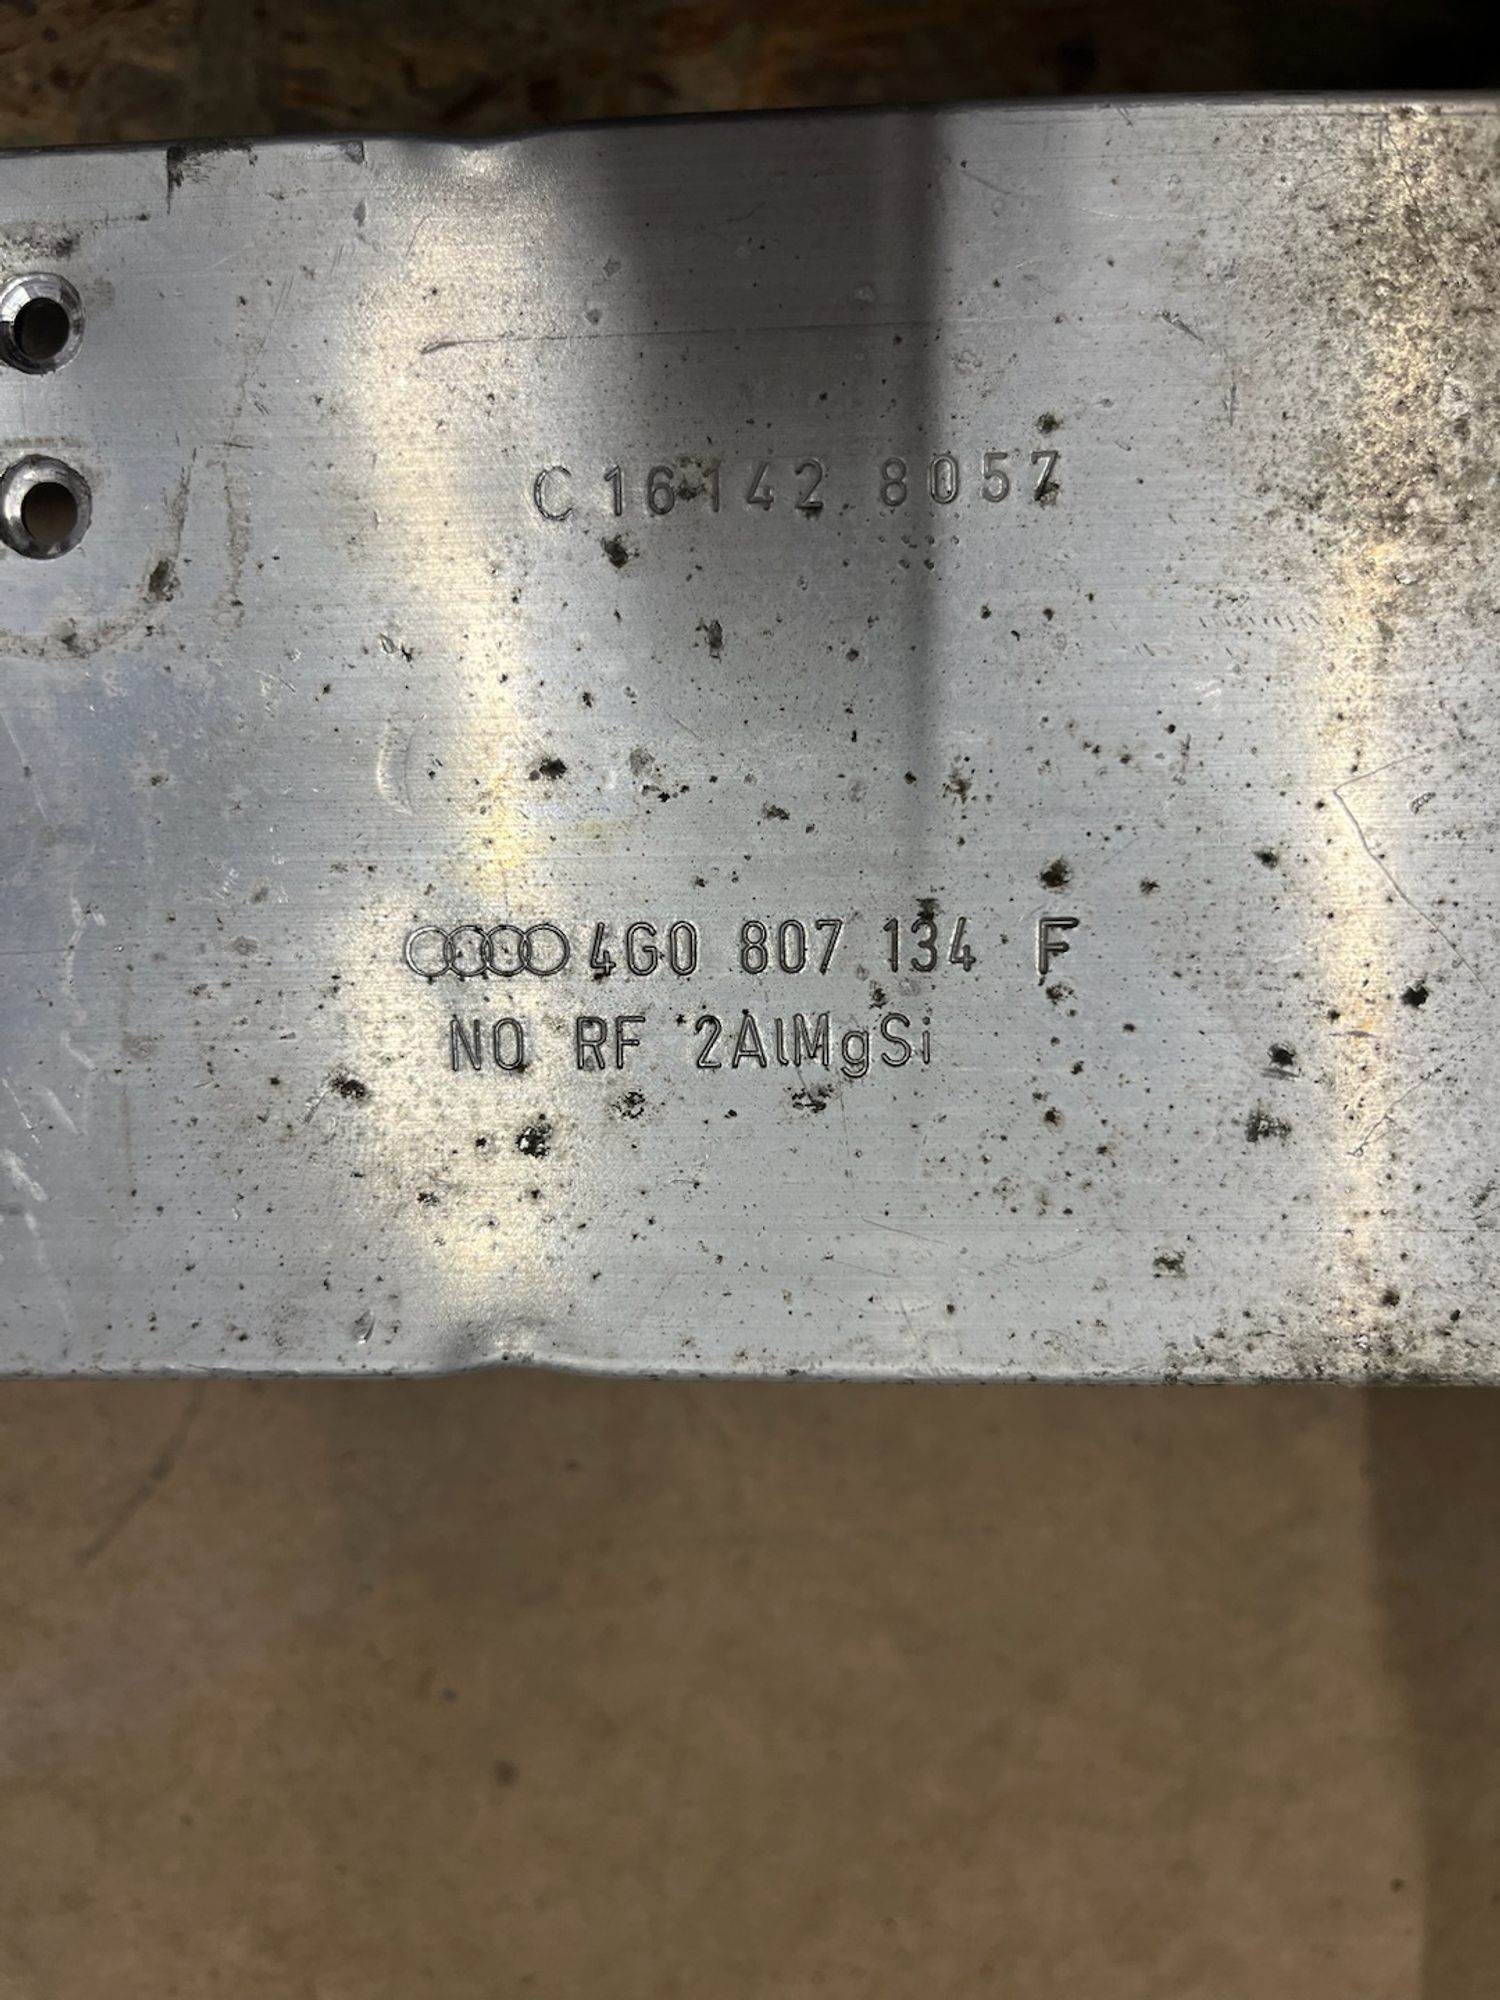 C 16 142 8057
4G0 807 134 F
NO RF 2AlMgSi